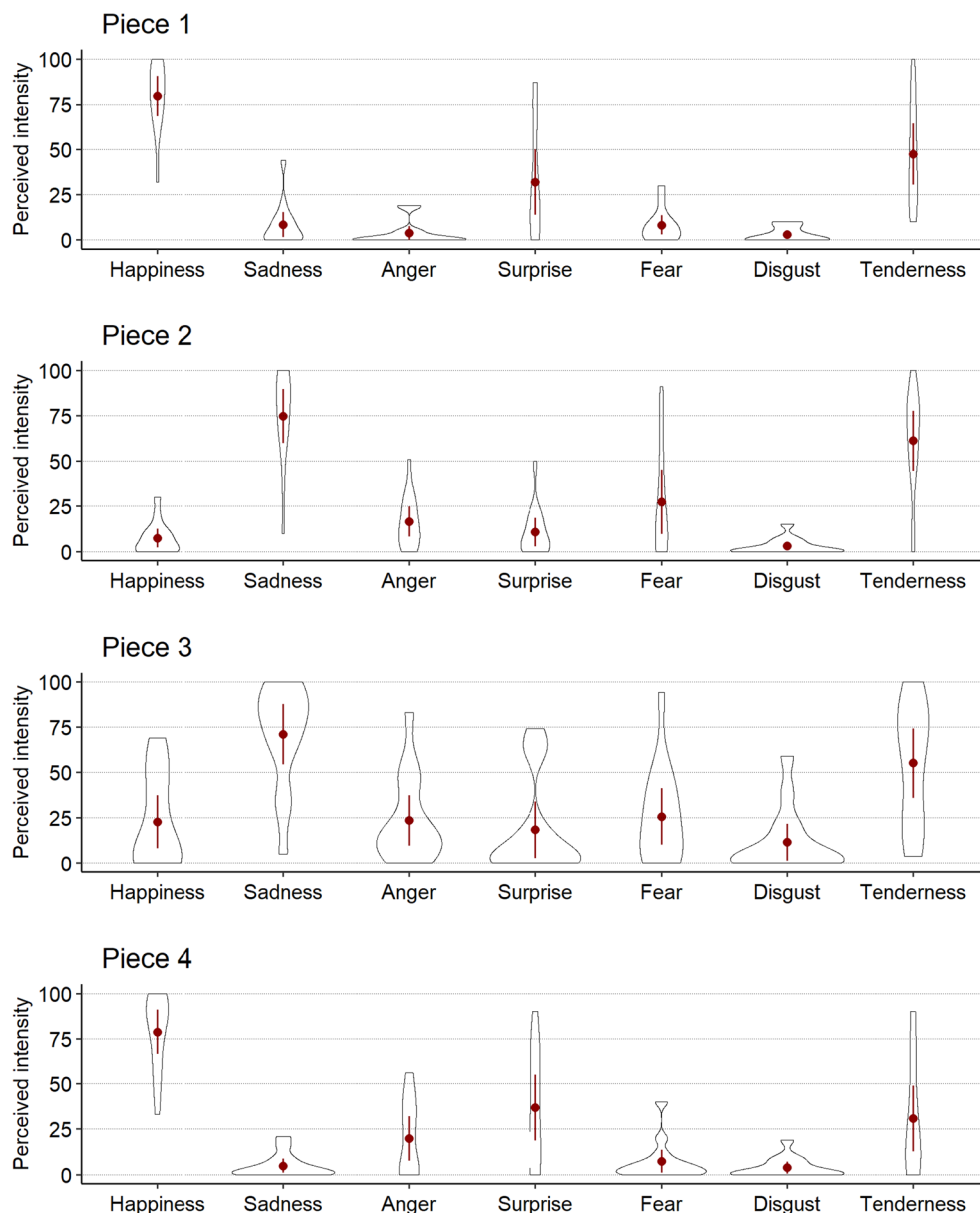 Piece 1
Perceived intensity
100
75
50
25
0
Happiness Sadness Anger Surprise Fear Disgust Tenderness
Piece 2
Perceived intensity
100
75
50
25
0
Happiness Sadness Anger Surprise Fear Disgust Tenderness
Piece 3
Perceived intensity
100
75
50
25
0
Happiness Sadness Anger Surprise Fear Disgust Tenderness
Piece 4
Perceived intensity
100
75
50
25
0
Happiness Sadness Anger Surprise Fear Disgust Tenderness